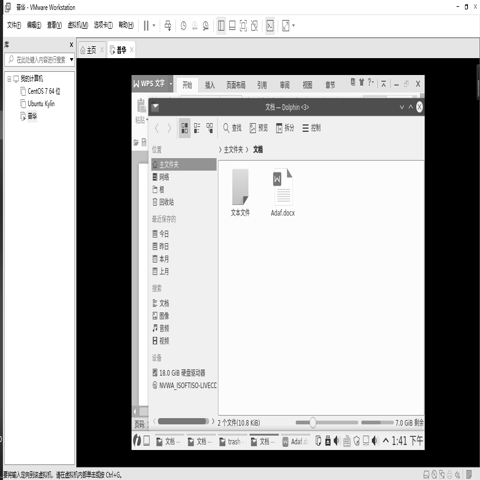 普华 - VMware Workstation
文件(F) 编辑(E) 查看(V) 虚拟机(M) 选项卡(T) 帮助(H)
库
主页
普华
在此处键入内容进行搜索
我的计算机
CentOS 7 64 位
Ubuntu Kylin
普华
WPS 文字
开始 插入 页面布局 引用 审阅 视图 章节
粘贴
文档 — Dolphin <3>
查找 预览 拆分 控制
位置
主文件夹 > 文档
主文件夹
网络
根
回收站
最近保存的
今日
昨日
本月
上月
搜索
文档
图像
音频
视频
设备
18.0 GiB 硬盘驱动器
NVWA_ISOFTISO-LIVECD
文本文件
Adaf.docx
2 个文件(10.8 KiB)
7.0 GiB 剩余
页码:
文档— 文档— trash— 文档— Adaf.d
1:41 下午
要将输入定向到该虚拟机,请在虚拟机内部单击或按 Ctrl+G。